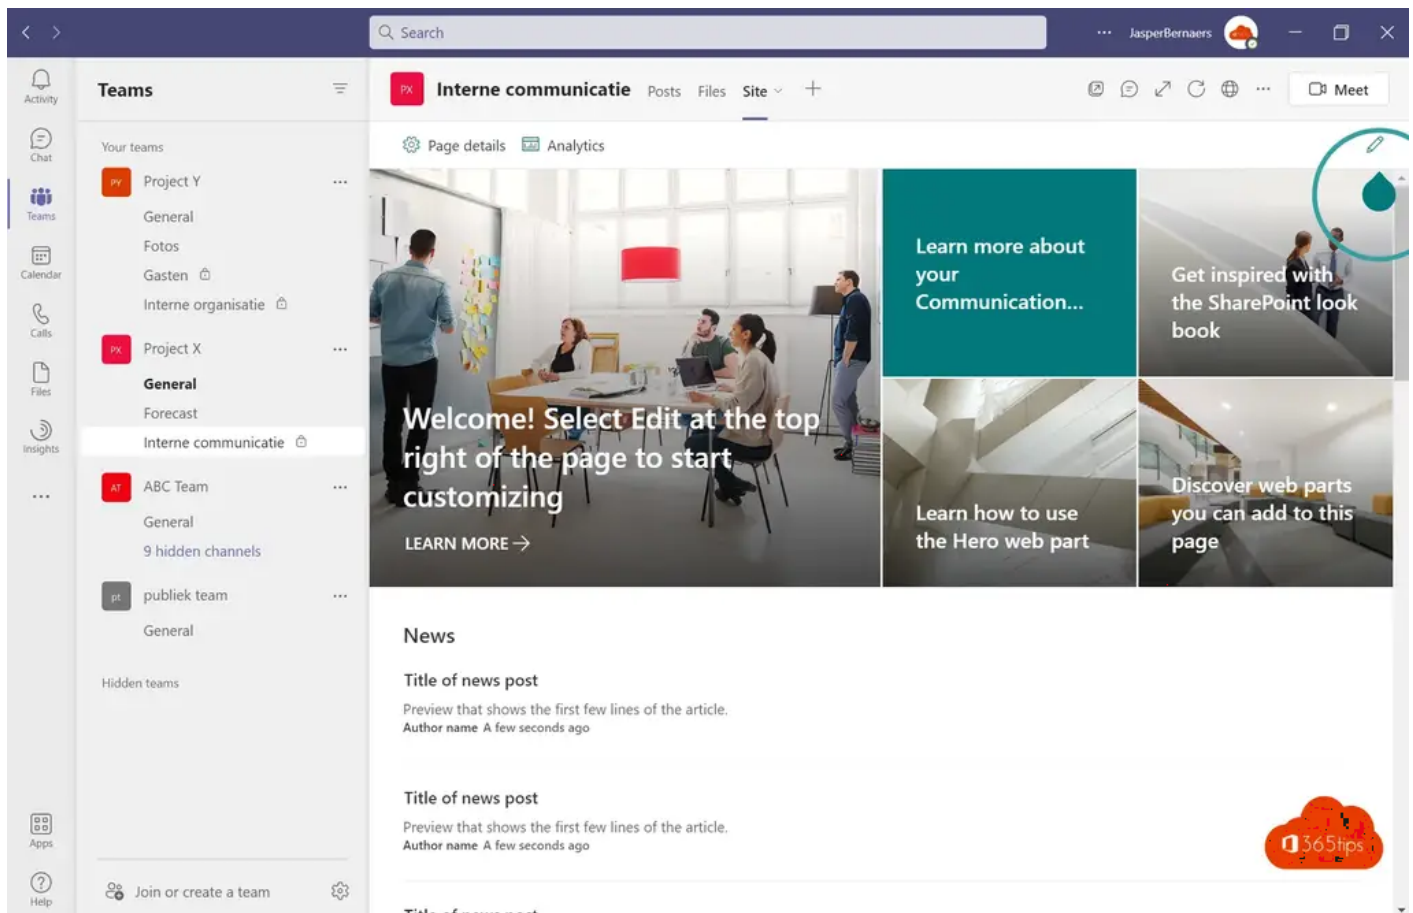 Search
JasperBernaers
Activity
Chat
Teams
Calendar
Calls
Files
Insights
Apps
Help
Teams
Your teams
PY Project Y
General
Fotos
Gasten
Interne organisatie
PX Project X
General
Forecast
Interne communicatie
AT ABC Team
General
9 hidden channels
pt publiek team
General
Hidden teams
Join or create a team
PX Interne communicatie Posts Files Site
Meet
Page details Analytics
Welcome! Select Edit at the top
right of the page to start
customizing
LEARN MORE
Learn more about
your
Communication...
Get inspired with
the SharePoint look
book
Learn how to use
the Hero web part
Discover web parts
you can add to this
page
News
Title of news post
Preview that shows the first few lines of the article.
Author name A few seconds ago
Title of news post
Preview that shows the first few lines of the article.
Author name A few seconds ago
Title of news post
365tips